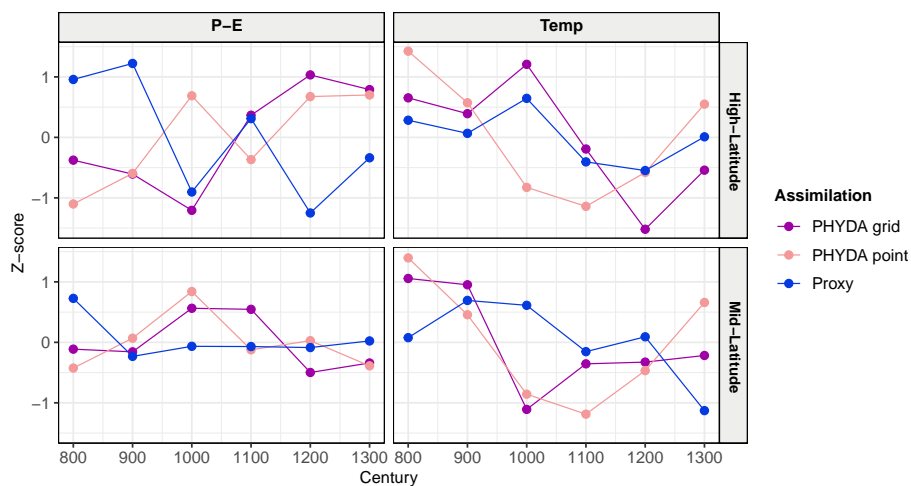 P−E
Temp
1
0
−1
High−Latitude
1
0
−1
Mid−Latitude
Z−score
800 900 1000 1100 1200 1300
800 900 1000 1100 1200 1300
Century
Assimilation
PHYDA grid
PHYDA point
Proxy